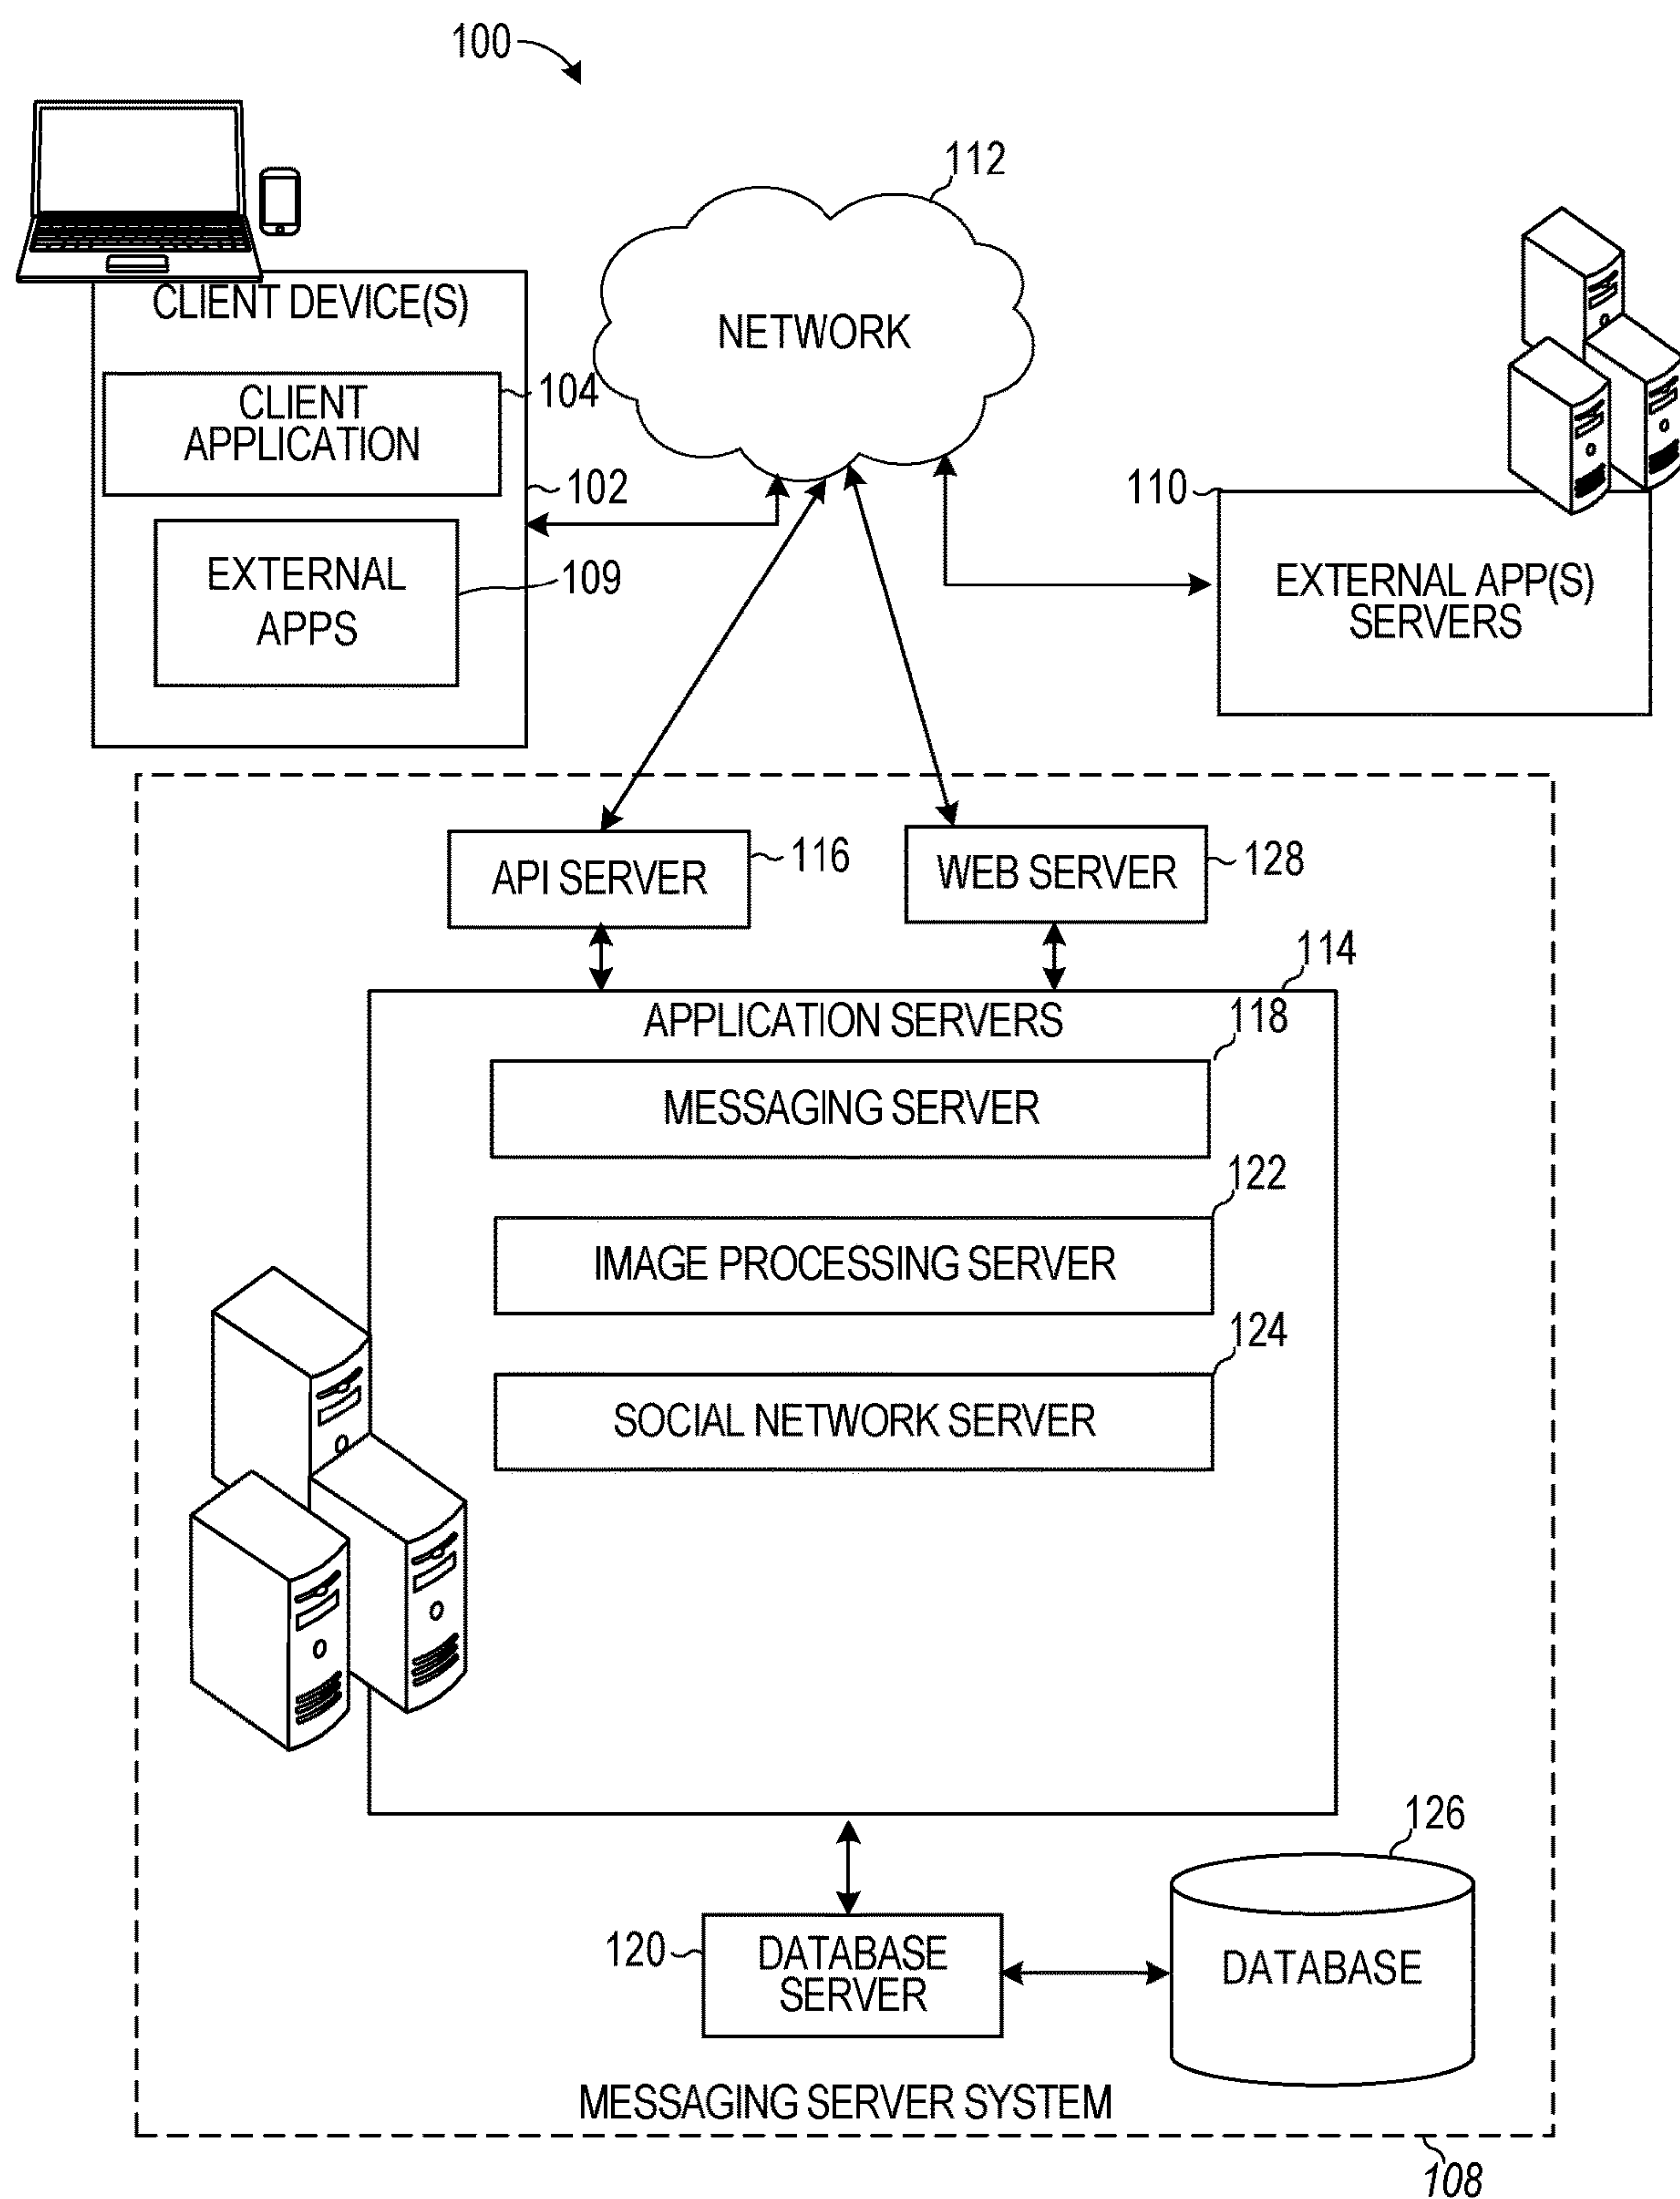 100
112
CLIENT DEVICE(S)
NETWORK
CLIENT
APPLICATION
104
102
110
EXTERNAL
APPS
109
EXTERNAL APP(S)
SERVERS
API SERVER
116
WEB SERVER
128
114
APPLICATION SERVERS
118
MESSAGING SERVER
122
IMAGE PROCESSING SERVER
124
SOCIAL NETWORK SERVER
126
120
DATABASE
SERVER
DATABASE
MESSAGING SERVER SYSTEM
108